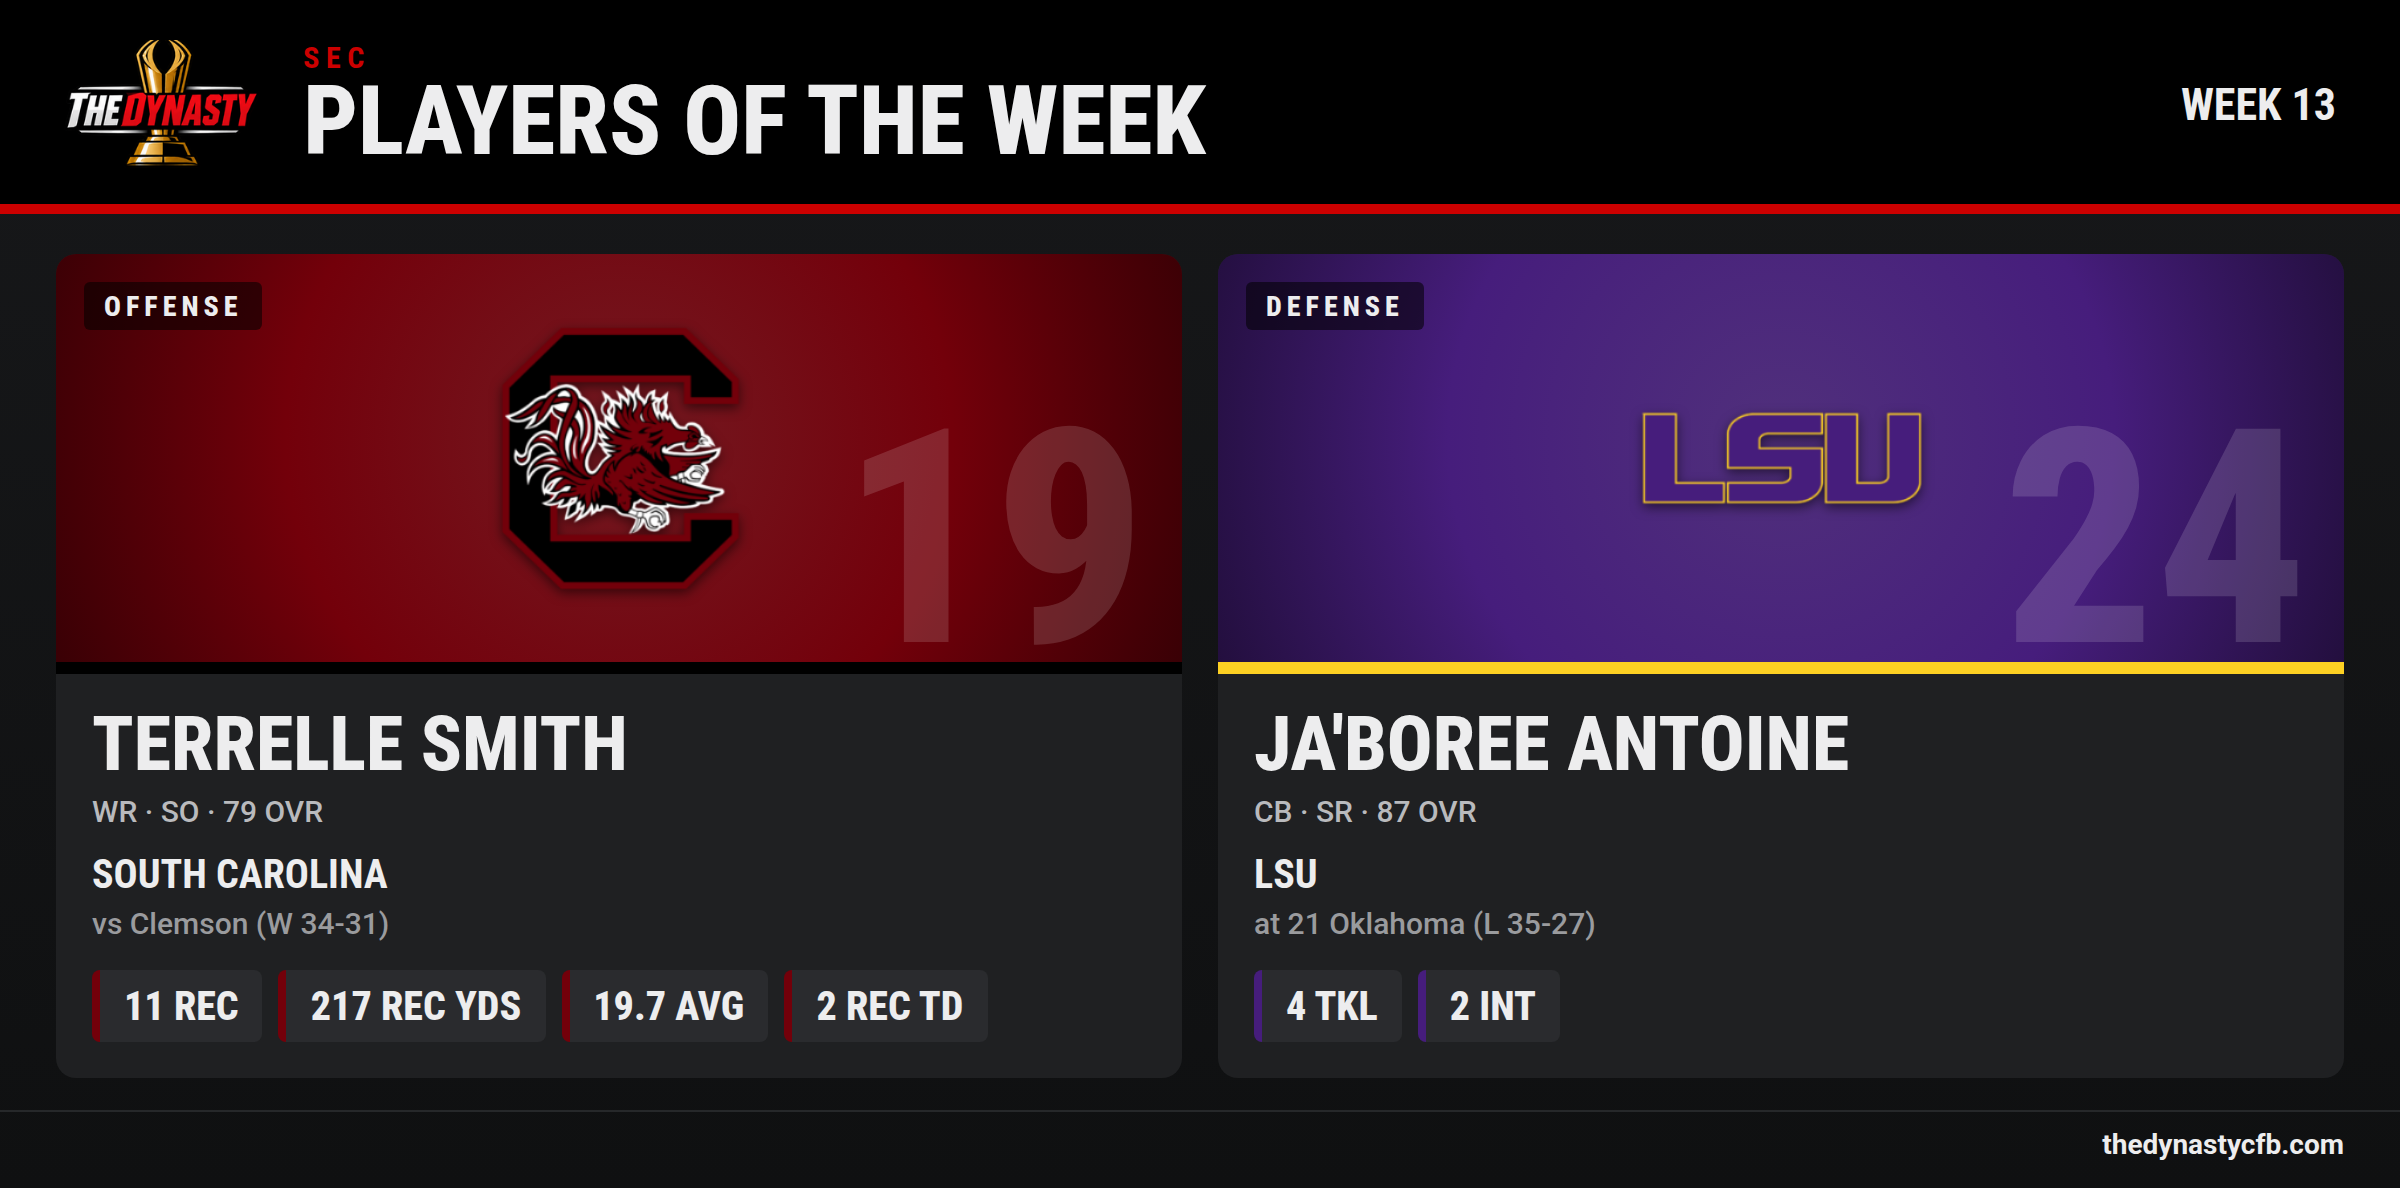 THE DYNASTY
SEC
PLAYERS OF THE WEEK
WEEK 13
OFFENSE
19
TERRELLE SMITH
WR · SO · 79 OVR
SOUTH CAROLINA
vs Clemson (W 34-31)
11 REC
217 REC YDS
19.7 AVG
2 REC TD
DEFENSE
LSU
24
JA'BOREE ANTOINE
CB · SR · 87 OVR
LSU
at 21 Oklahoma (L 35-27)
4 TKL
2 INT
thedynastycfb.com